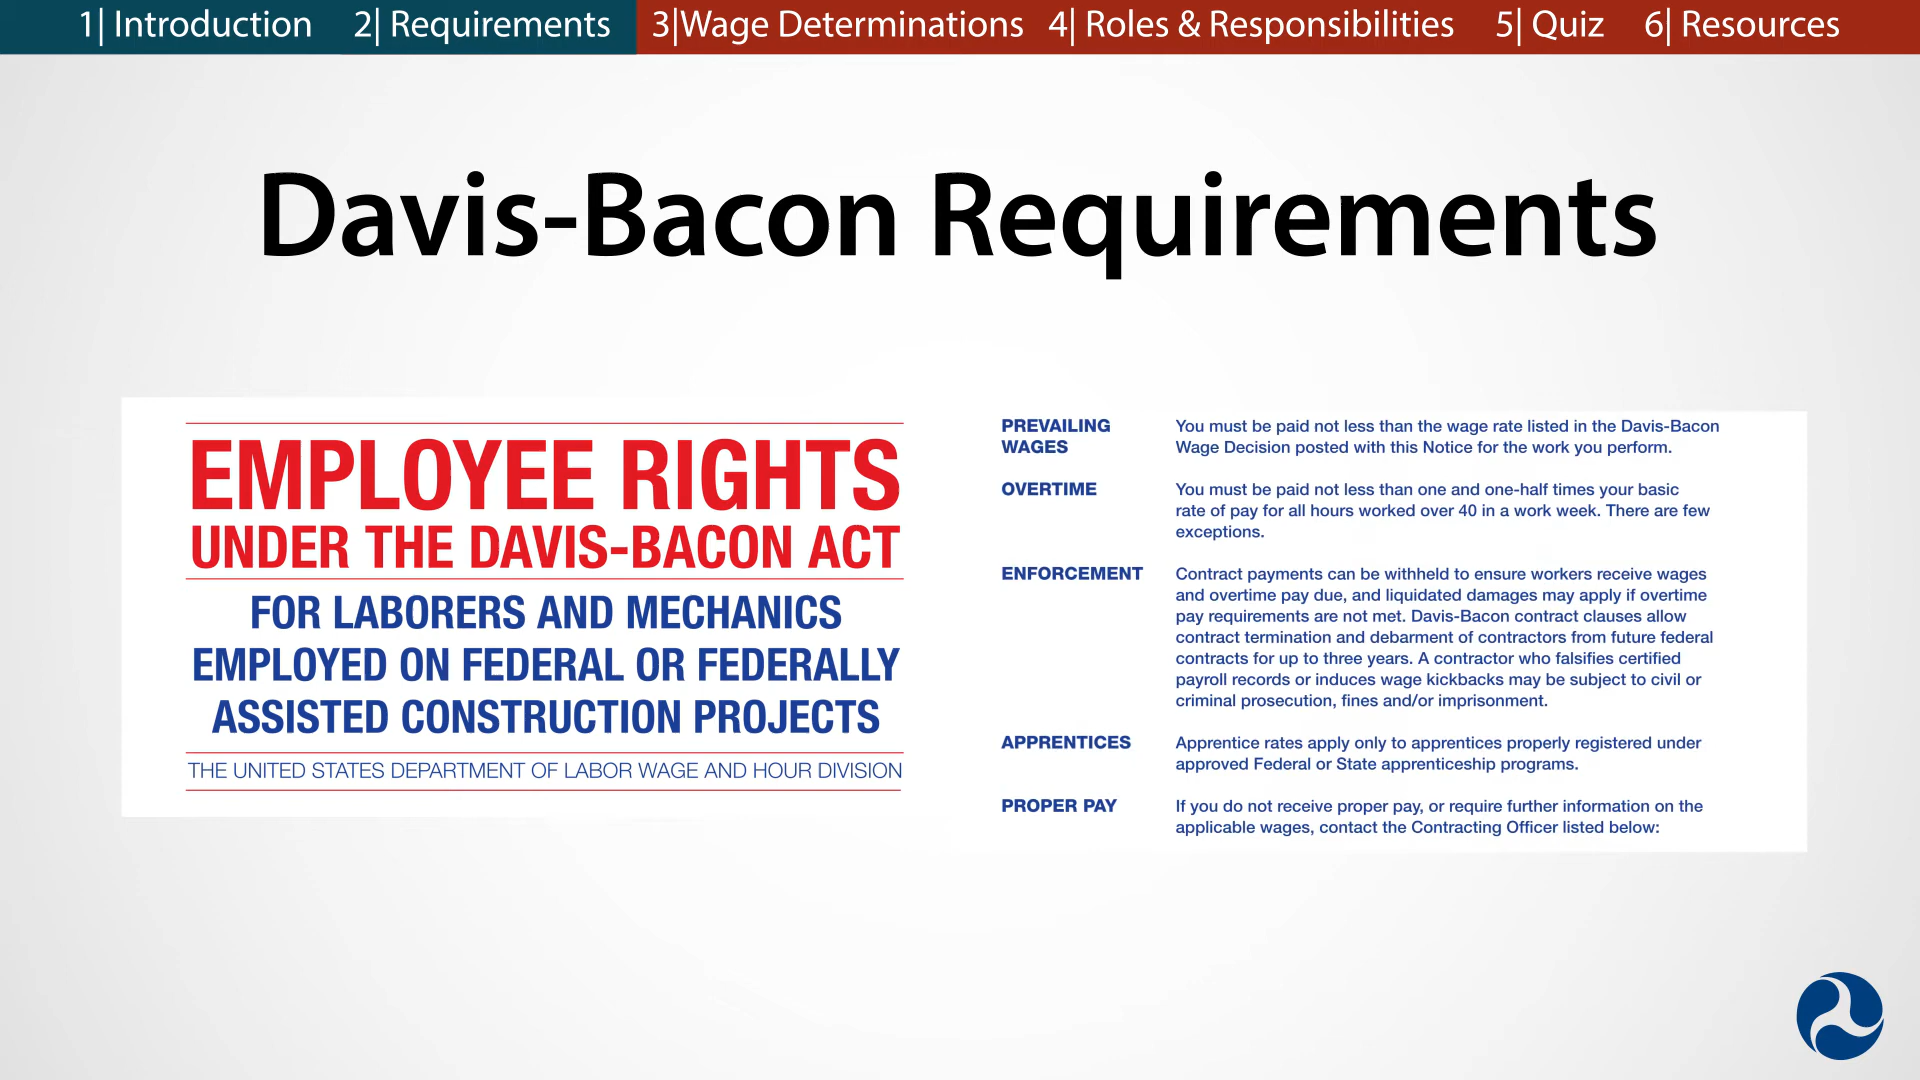 1| Introduction 2| Requirements 3|Wage Determinations 4| Roles & Responsibilities 5| Quiz 6| Resources
Davis-Bacon Requirements
EMPLOYEE RIGHTS
UNDER THE DAVIS-BACON ACT
FOR LABORERS AND MECHANICS
EMPLOYED ON FEDERAL OR FEDERALLY
ASSISTED CONSTRUCTION PROJECTS
THE UNITED STATES DEPARTMENT OF LABOR WAGE AND HOUR DIVISION
PREVAILING
WAGES
You must be paid not less than the wage rate listed in the Davis-Bacon
Wage Decision posted with this Notice for the work you perform.
OVERTIME
You must be paid not less than one and one-half times your basic
rate of pay for all hours worked over 40 in a work week. There are few
exceptions.
ENFORCEMENT
Contract payments can be withheld to ensure workers receive wages
and overtime pay due, and liquidated damages may apply if overtime
pay requirements are not met. Davis-Bacon contract clauses allow
contract termination and debarment of contractors from future federal
contracts for up to three years. A contractor who falsifies certified
payroll records or induces wage kickbacks may be subject to civil or
criminal prosecution, fines and/or imprisonment.
APPRENTICES
Apprentice rates apply only to apprentices properly registered under
approved Federal or State apprenticeship programs.
PROPER PAY
If you do not receive proper pay, or require further information on the
applicable wages, contact the Contracting Officer listed below: